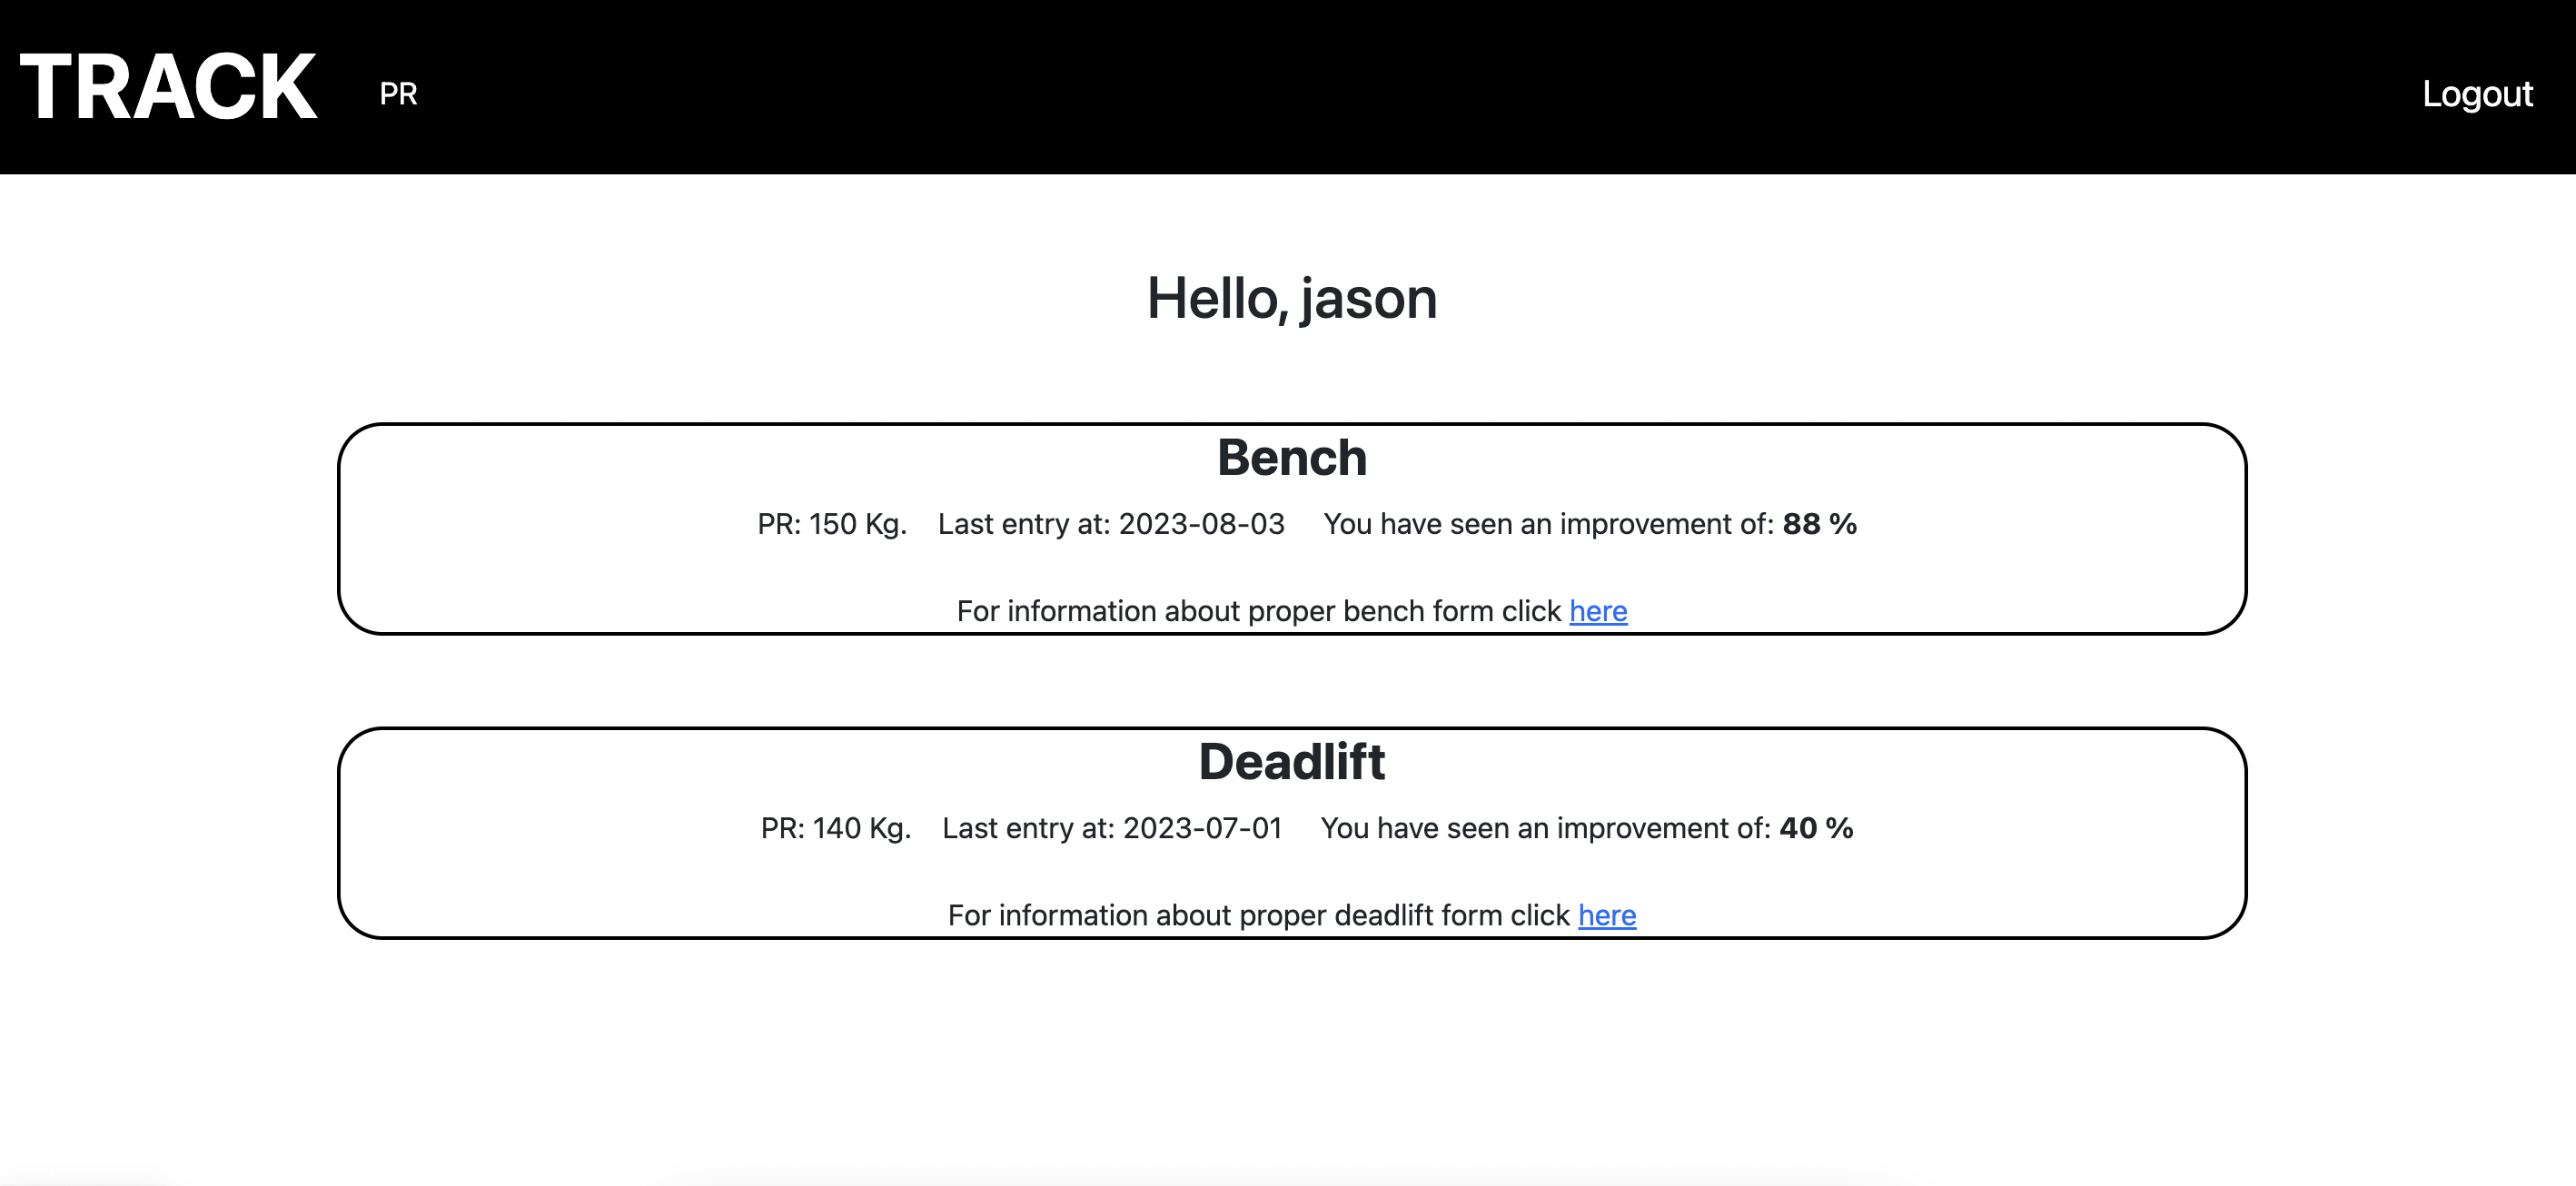 TRACK PR Logout
Hello, jason
Bench
PR: 150 Kg. Last entry at: 2023-08-03 You have seen an improvement of: 88 %
For information about proper bench form click here
Deadlift
PR: 140 Kg. Last entry at: 2023-07-01 You have seen an improvement of: 40 %
For information about proper deadlift form click here